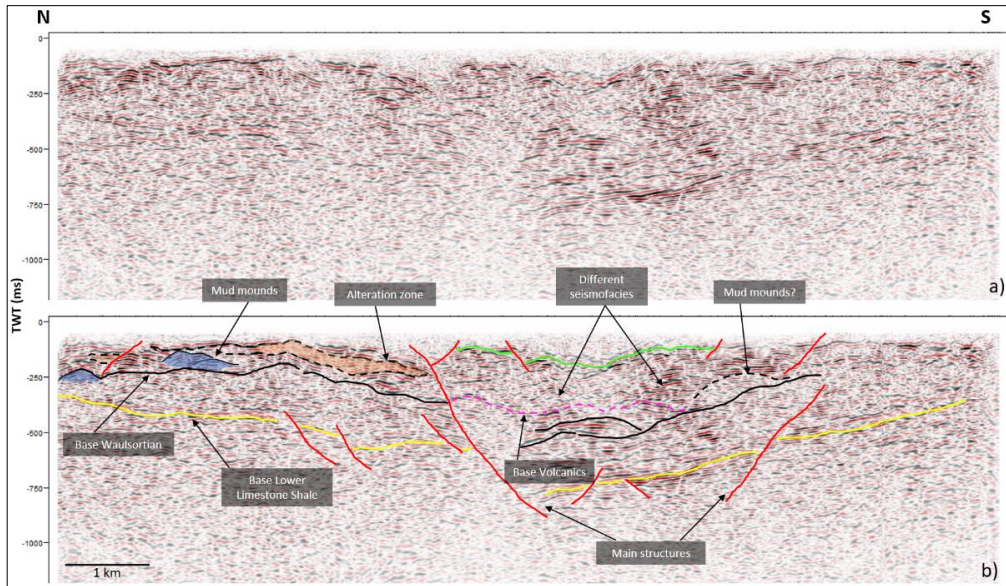 N
S
0
-250
-500
-750
-1000
a)
TWT (ms)
Mud mounds
Alteration zone
Different
seismofacies
Mud mounds?
0
-250
-500
-750
-1000
Base Waulsortian
Base Lower
Limestone Shale
Base Volcanics
Main structures
1 km
b)